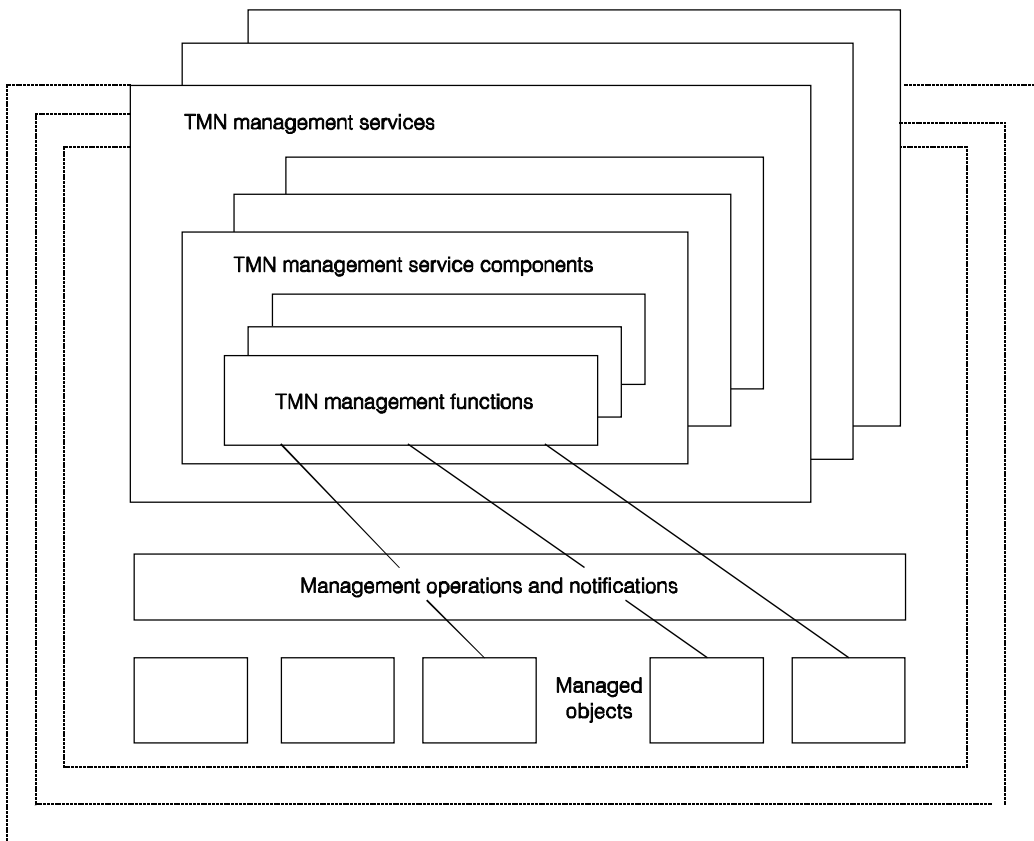 TMN management services
TMN management service components
TMN management functions
Management operations and notifications
Managed
objects